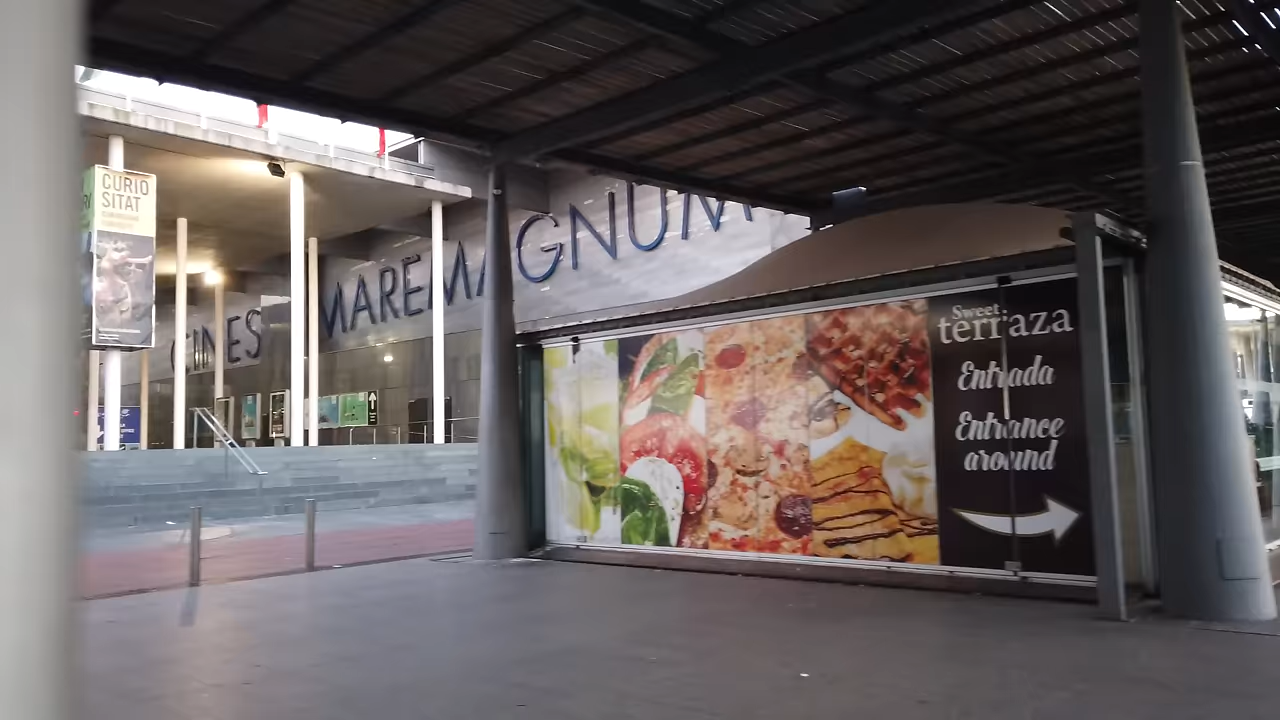 CURIO
SITAT
CINES
MAREMAGNUM
Sweet
terraza
Entrada
Entrance
around